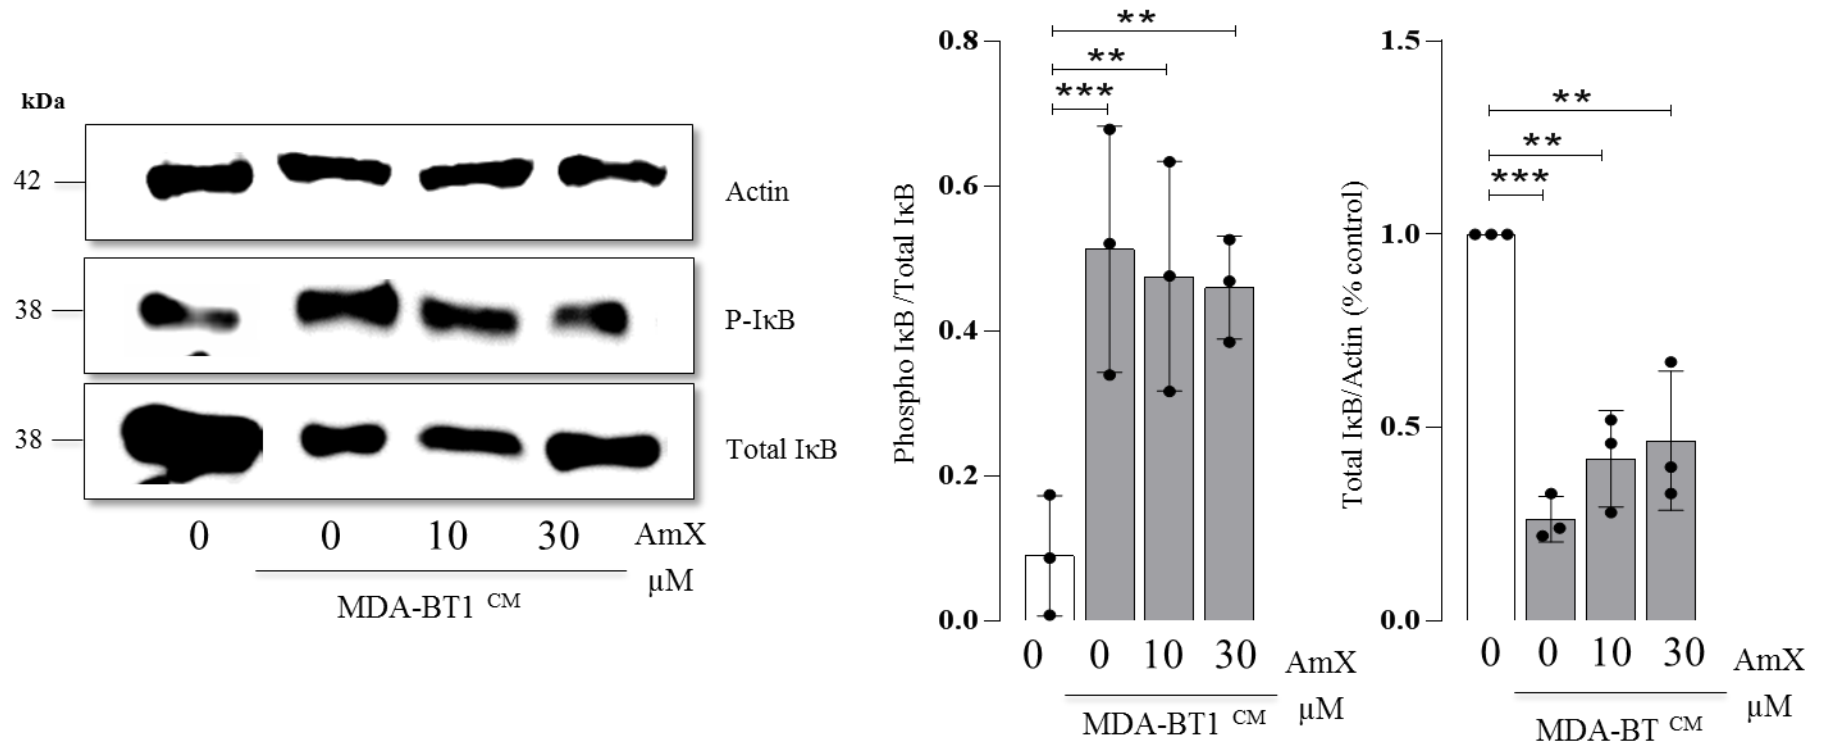 kDa
42
Actin
38
P-IκB
38
Total IκB
0 0 10 30 AmX
µM
MDA-BT1 CM
Phospho IκB /Total IκB
0.8
0.6
0.4
0.2
0.0
**
**
***
0 0 10 30 AmX
µM
MDA-BT1 CM
Total IκB/Actin (% control)
1.5
1.0
0.5
0.0
**
**
***
0 0 10 30 AmX
µM
MDA-BT CM